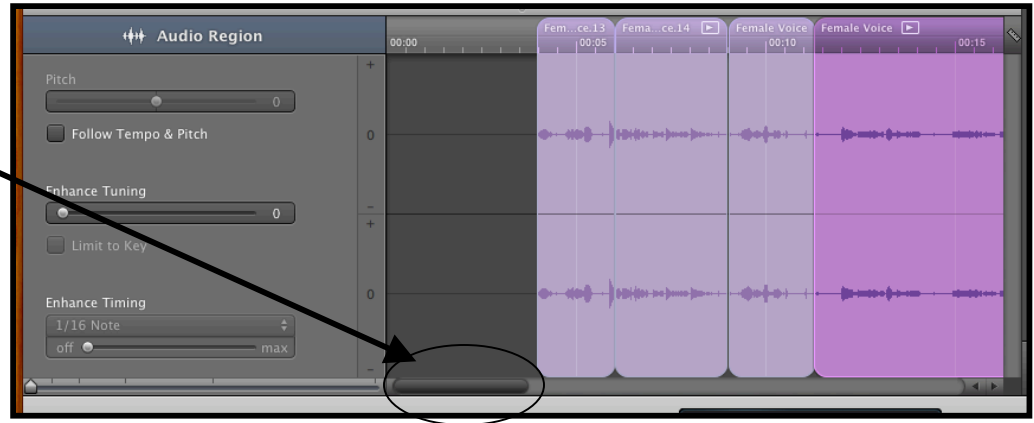 Audio Region
Pitch
0
Follow Tempo & Pitch
Enhance Tuning
0
Limit to Key
Enhance Timing
1/16 Note
off max
+
0
-
+
0
-
Fem...ce.13 Fema...ce.14 Female Voice Female Voice
00:00 00:05 00:10 00:15